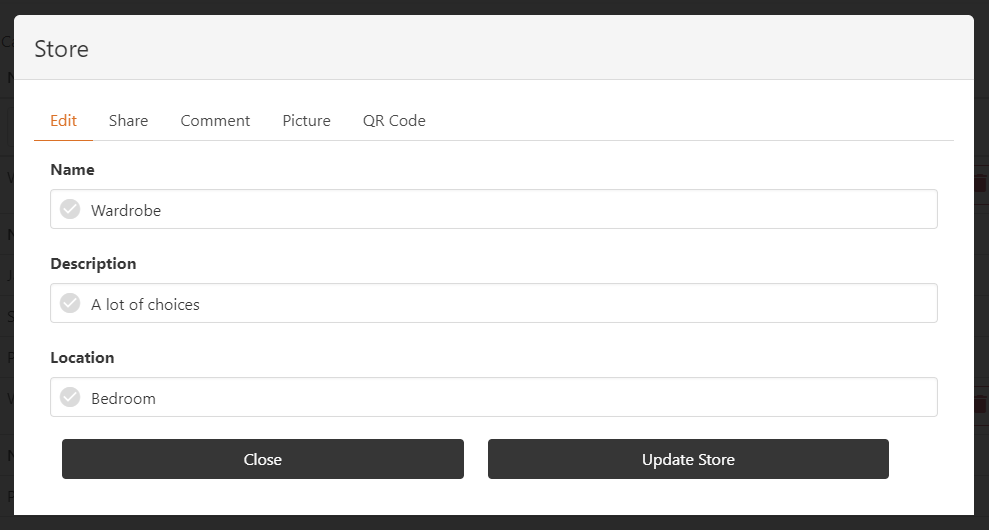 Store
Edit Share Comment Picture QR Code
Name
Wardrobe
Description
A lot of choices
Location
Bedroom
Close Update Store